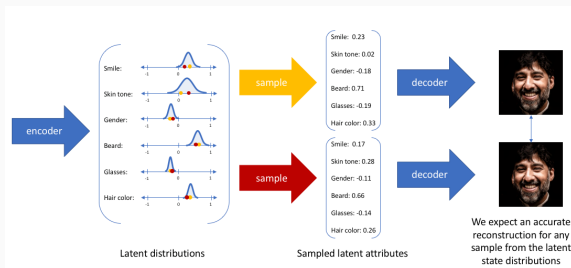 encoder
Smile:
-1 0 1
Skin tone:
-1 0 1
Gender:
-1 0 1
Beard:
-1 0 1
Glasses:
-1 0 1
Hair color:
-1 0 1
Latent distributions
sample
sample
Smile: 0.23
Skin tone: 0.02
Gender: -0.18
Beard: 0.71
Glasses: -0.19
Hair color: 0.33
Smile: 0.17
Skin tone: 0.28
Gender: -0.11
Beard: 0.66
Glasses: -0.14
Hair color: 0.26
Sampled latent attributes
decoder
decoder
We expect an accurate
reconstruction for any
sample from the latent
state distributions